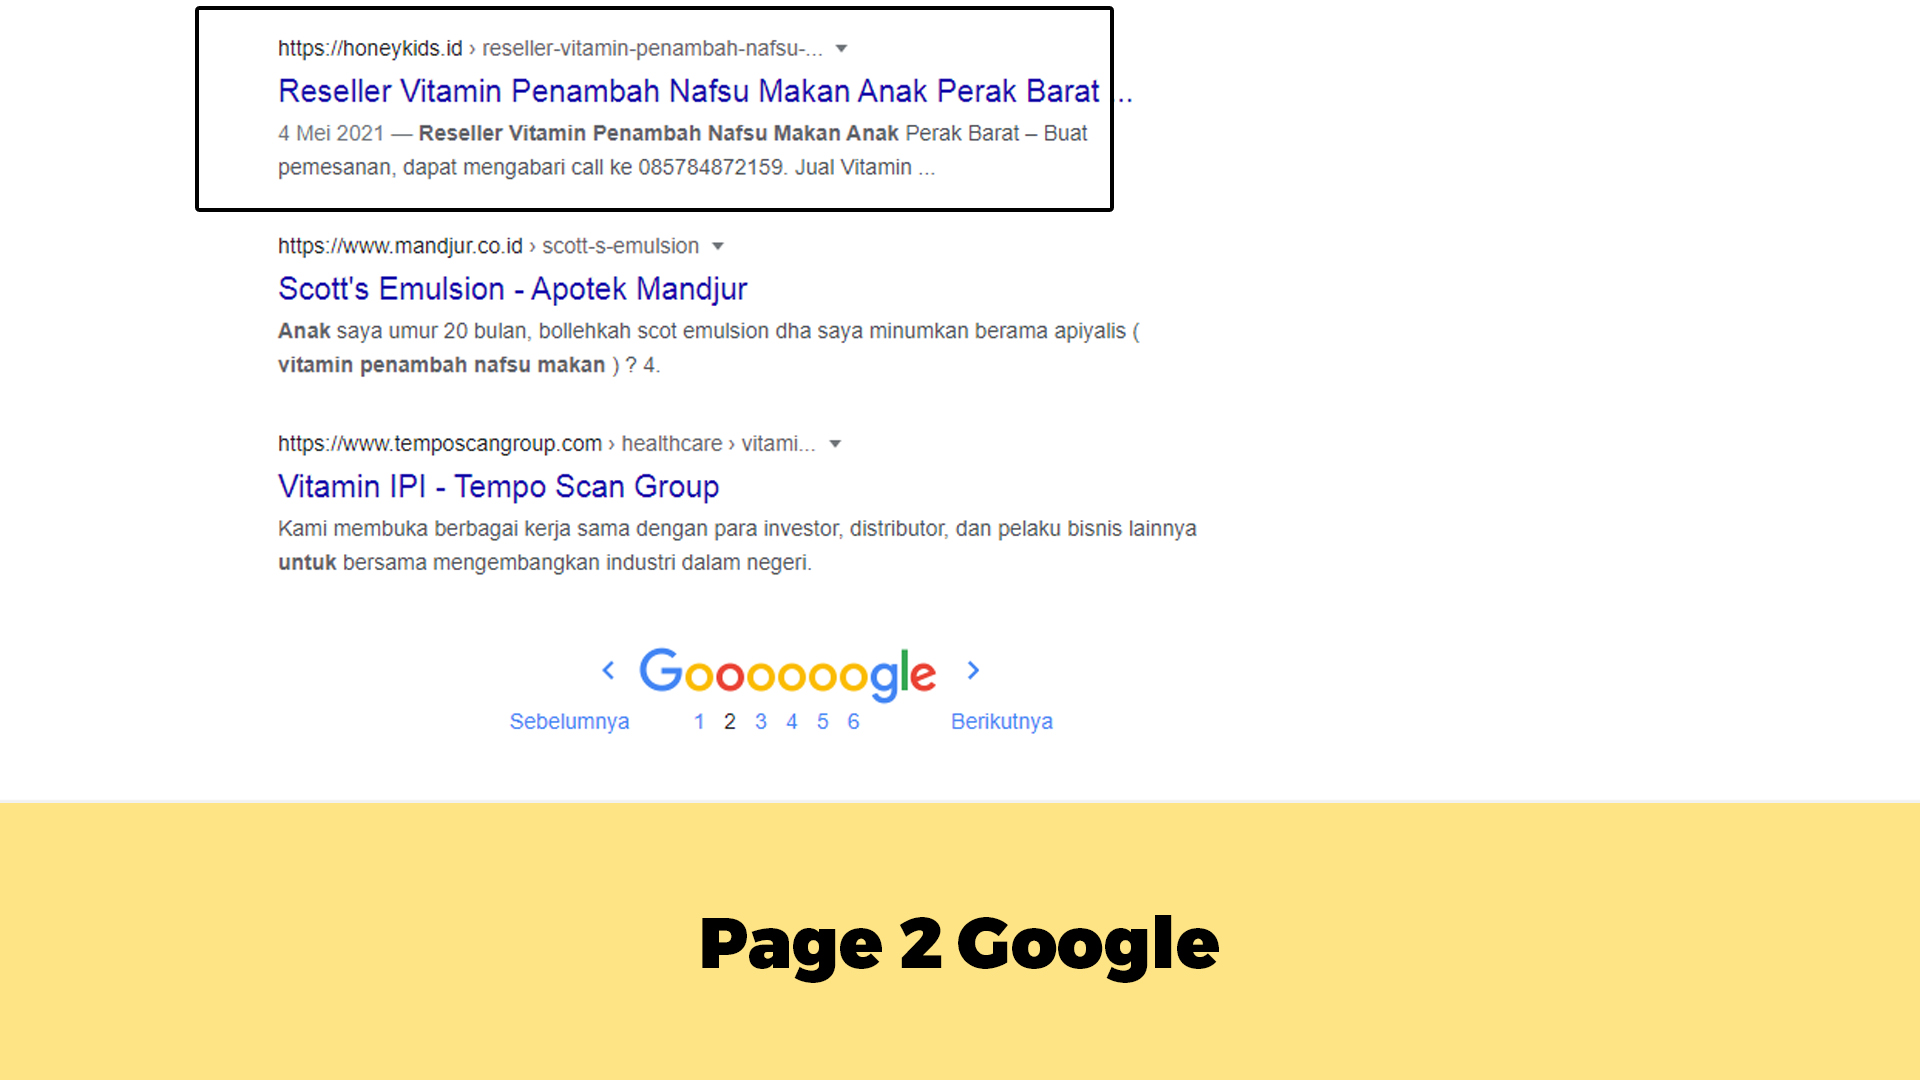 https://honeykids.id › reseller-vitamin-penambah-nafsu-...
Reseller Vitamin Penambah Nafsu Makan Anak Perak Barat ...
4 Mei 2021 — Reseller Vitamin Penambah Nafsu Makan Anak Perak Barat – Buat
pemesanan, dapat mengabari call ke 085784872159. Jual Vitamin ...
https://www.mandjur.co.id › scott-s-emulsion
Scott's Emulsion - Apotek Mandjur
Anak saya umur 20 bulan, bollehkah scot emulsion dha saya minumkan berama apiyalis (
vitamin penambah nafsu makan ) ? 4.
https://www.temposcangroup.com › healthcare › vitami...
Vitamin IPI - Tempo Scan Group
Kami membuka berbagai kerja sama dengan para investor, distributor, dan pelaku bisnis lainnya
untuk bersama mengembangkan industri dalam negeri.
< Goooooogle >
Sebelumnya 1 2 3 4 5 6 Berikutnya
Page 2 Google